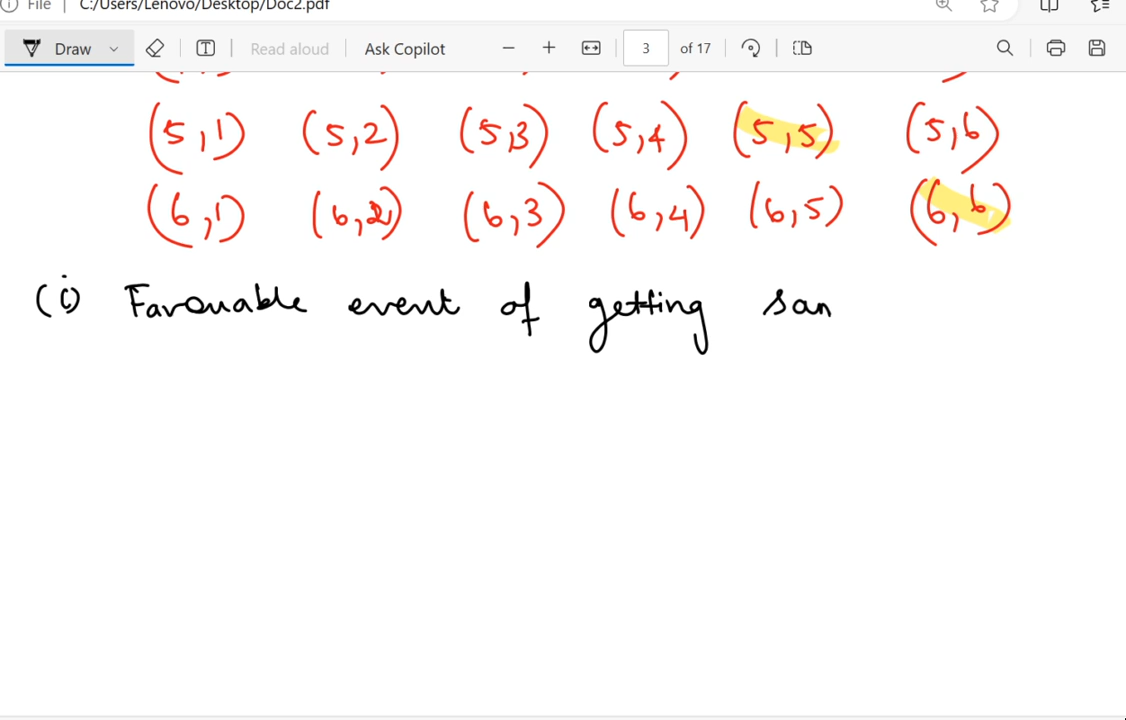 File | C:/Users/Lenovo/Desktop/Doc2.pdf
Draw Read aloud Ask Copilot 3 of 17
(5,1) (5,2) (5,3) (5,4) (5,5) (5,6)
(6,1) (6,2) (6,3) (6,4) (6,5) (6,6)
(i) Favouable event of getting sam